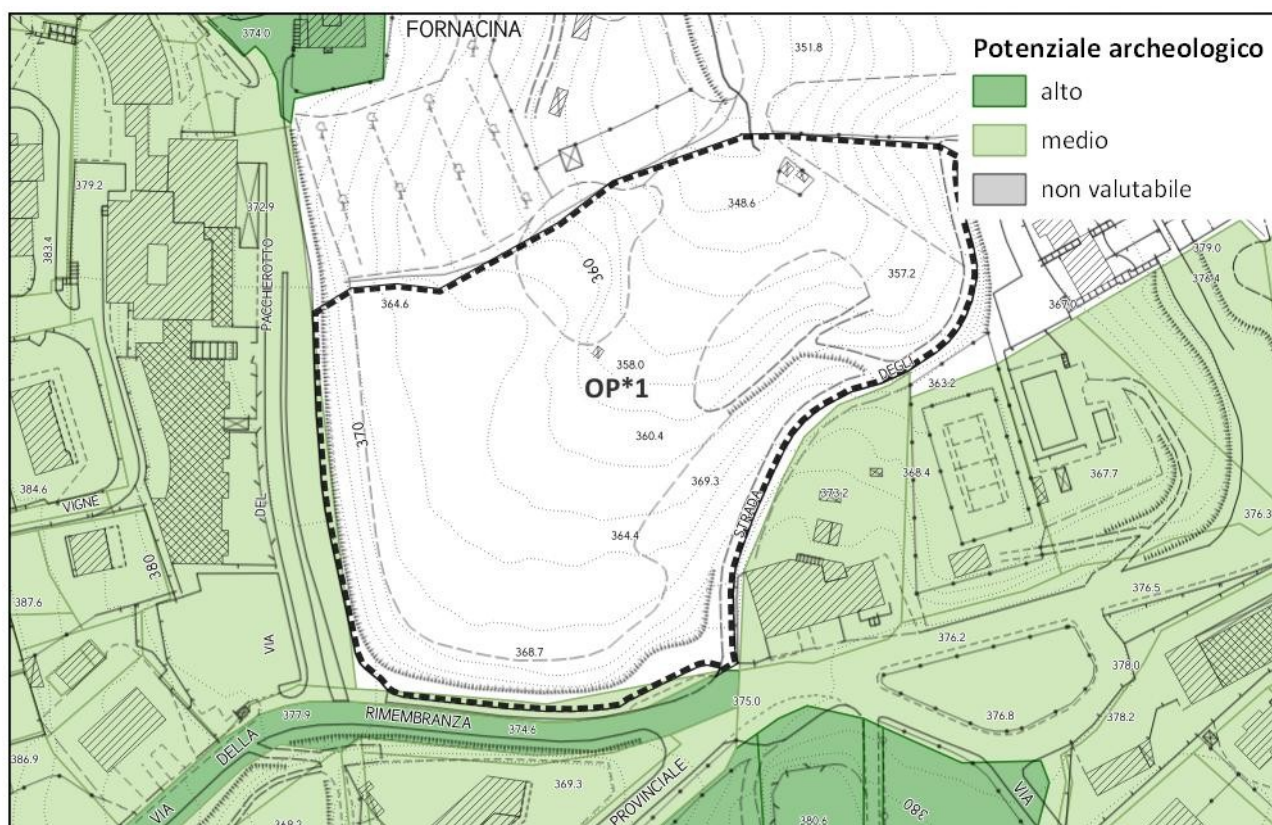 FORNACINA
374.0
351.8
Potenziale archeologico
alto
medio
non valutabile
379.2
372.9
348.6
383.4
360
357.2
379.0
376.4
364.6
367.0
PACCHEROTTO
358.0
OP*1
DEGLI
363.2
370
360.4
384.6
VIGNE
369.3
373.2
368.4
367.7
STRADA
376.3
DEL
364.4
380
387.6
376.5
376.2
VIA
368.7
378.0
375.0
377.9
RIMEMBRANZA
374.6
376.8
378.2
DELLA
386.9
PROVINCIALE
369.3
VIA
VIA
380
380.6
368.2